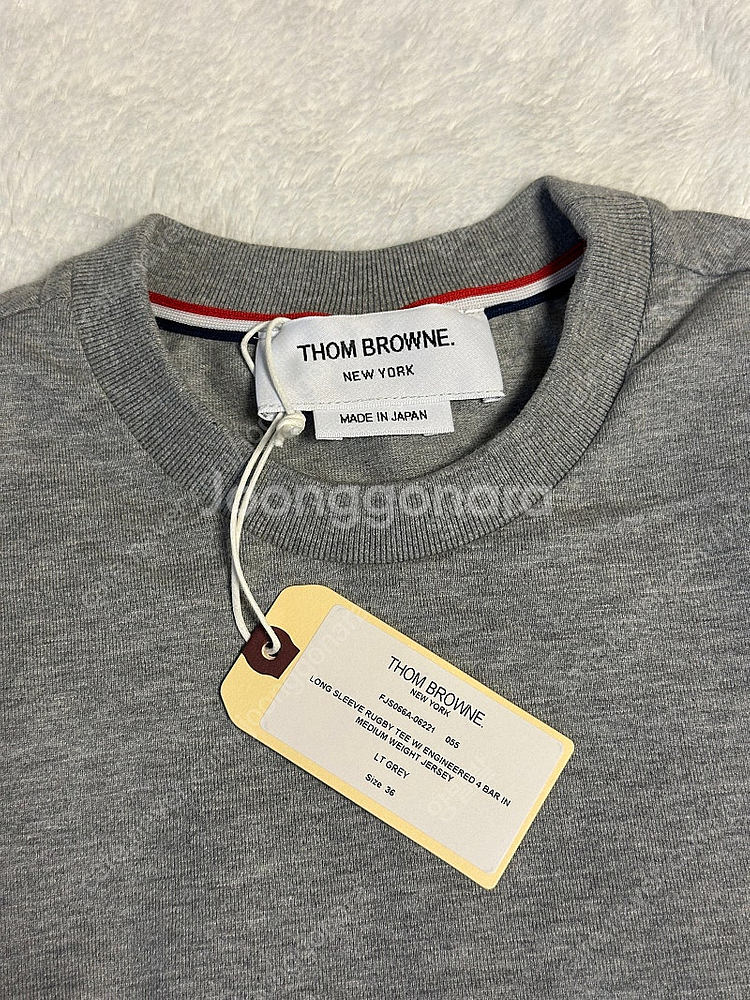 THOM BROWNE.
NEW YORK
MADE IN JAPAN
Joonggonara
THOM BROWNE.
NEW YORK
FJS066A-06221 055
LONG SLEEVE RUGBY TEE W/ ENGINEERED 4 BAR IN
MEDIUM WEIGHT JERSEY
LT GREY
Size 36